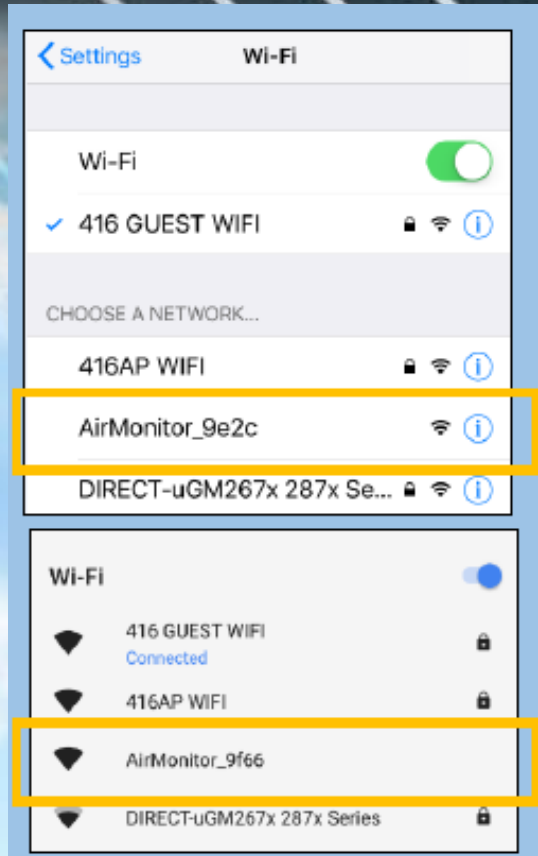 Settings Wi-Fi
Wi-Fi
416 GUEST WIFI
CHOOSE A NETWORK...
416AP WIFI
AirMonitor_9e2c
DIRECT-uGM267x 287x Se...
Wi-Fi
416 GUEST WIFI
Connected
416AP WIFI
AirMonitor_9f66
DIRECT-uGM267x 287x Series